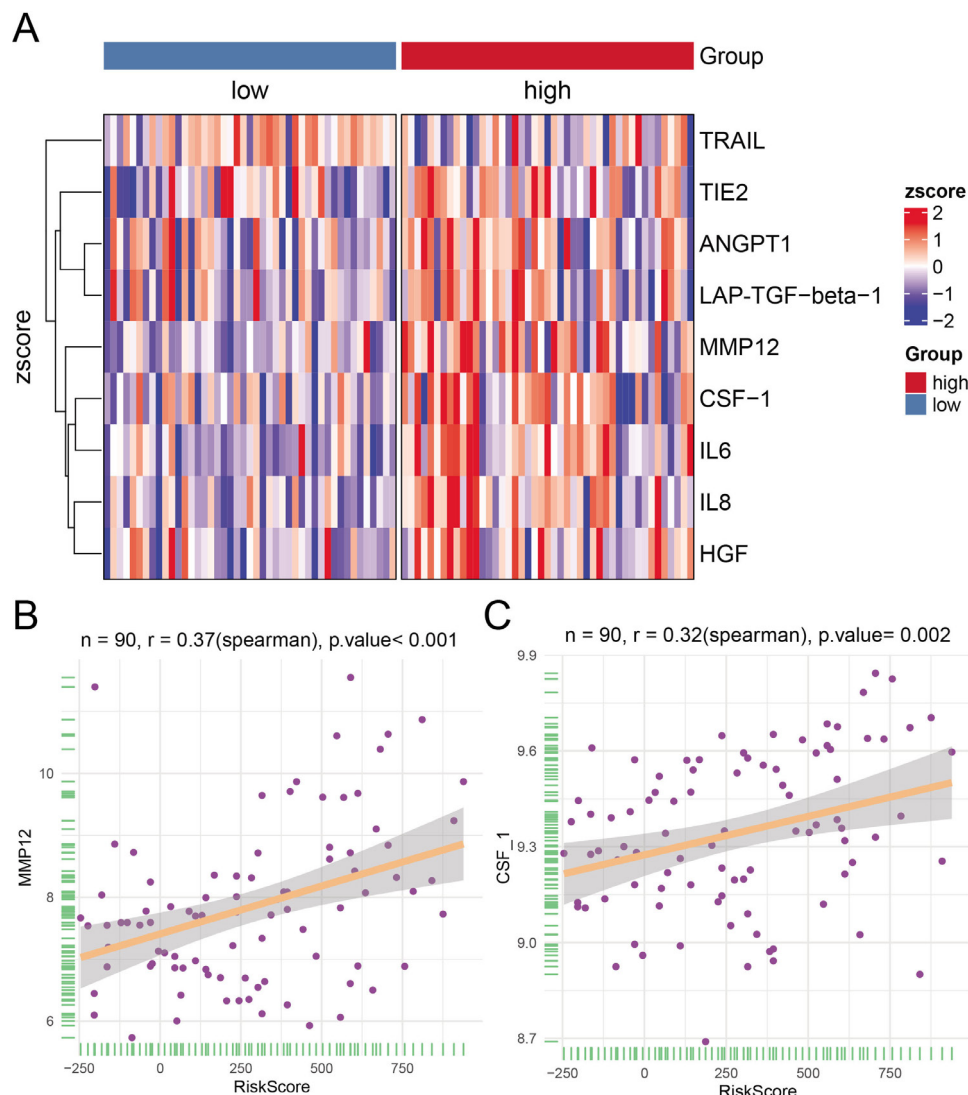 A
Group
low
high
zscore
TRAIL
TIE2
ANGPT1
LAP-TGF-beta-1
MMP12
CSF-1
IL6
IL8
HGF
zscore
2
1
0
−1
−2
Group
high
low
B
n = 90, r = 0.37(spearman), p.value< 0.001
MMP12
10
8
6
−250
0
250
500
750
RiskScore
C
n = 90, r = 0.32(spearman), p.value= 0.002
CSF_1
9.9
9.6
9.3
9.0
8.7
−250
0
250
500
750
RiskScore